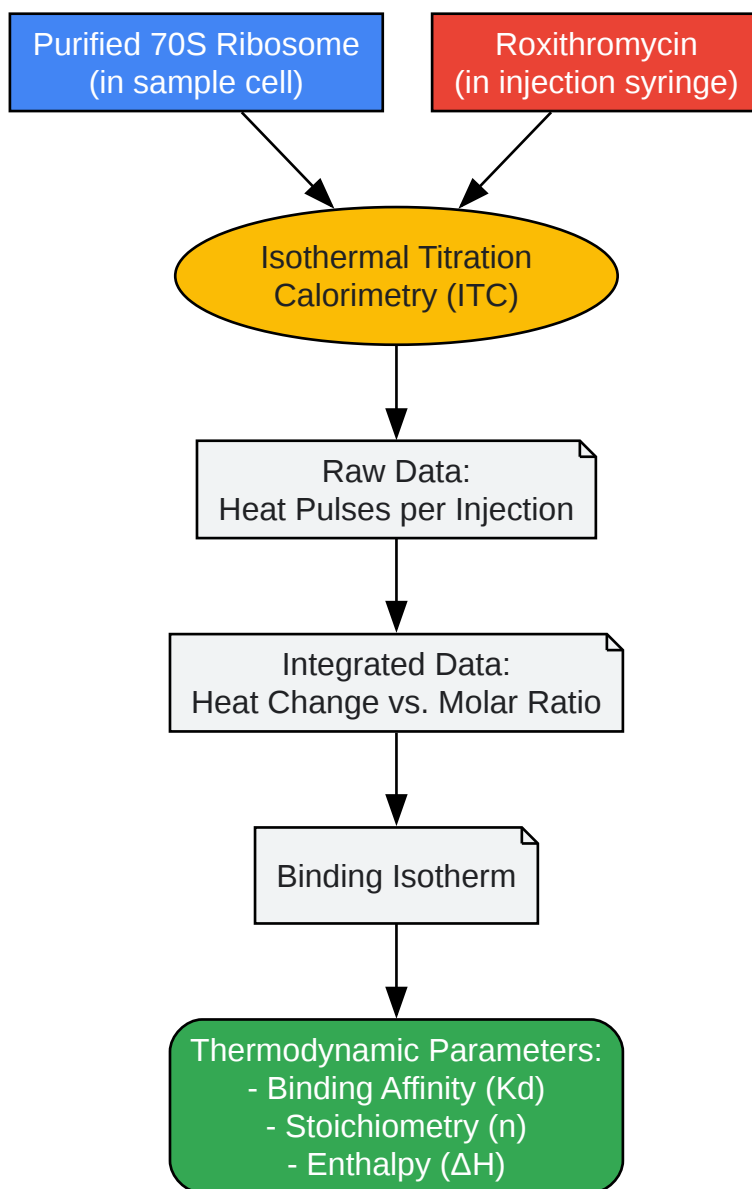 Purified 70S Ribosome
(in sample cell)
Roxithromycin
(in injection syringe)
Isothermal Titration
Calorimetry (ITC)
Raw Data:
Heat Pulses per Injection
Integrated Data:
Heat Change vs. Molar Ratio
Binding Isotherm
Thermodynamic Parameters:
- Binding Affinity (Kd)
- Stoichiometry (n)
- Enthalpy (ΔH)